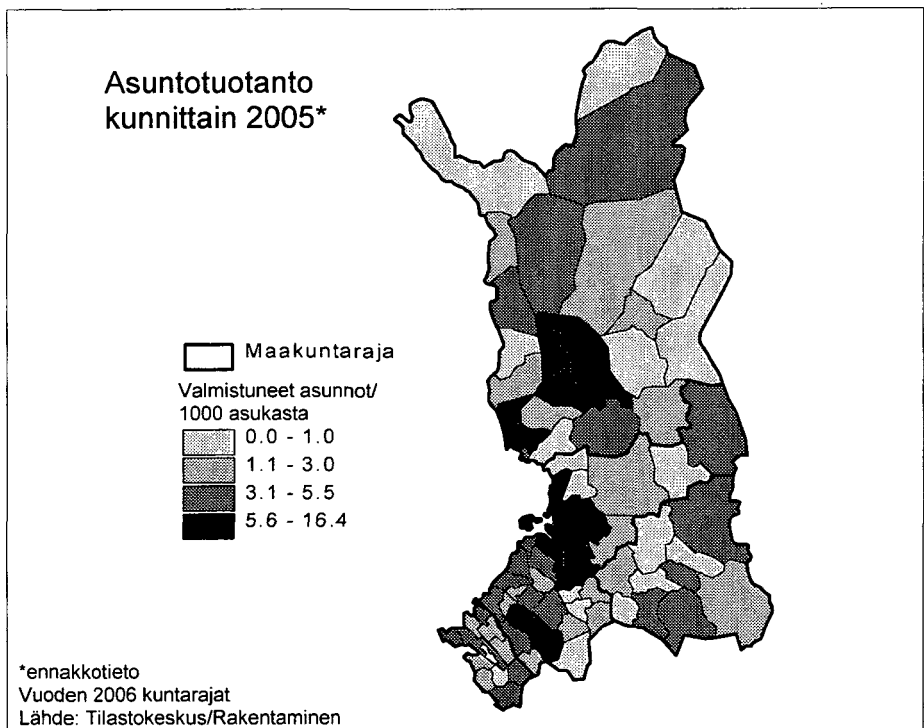 Asuntotuotanto
kunnittain 2005*
Maakuntaraja
Valmistuneet asunnot/
1000 asukasta
0.0 - 1.0
1.1 - 3.0
3.1 - 5.5
5.6 - 16.4
*ennakkotieto
Vuoden 2006 kuntarajat
Lähde: Tilastokeskus/Rakentaminen